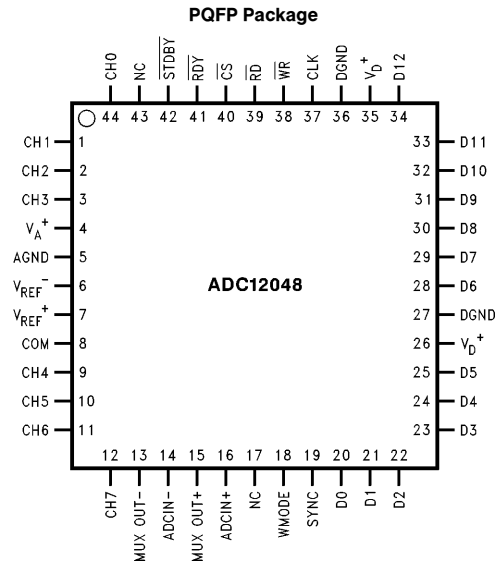 PQFP Package
CH0 NC STDBY RDY CS RD WR CLK DGND VD+ D12
44 43 42 41 40 39 38 37 36 35 34
CH1 1 33 D11
CH2 2 32 D10
CH3 3 31 D9
VA+ 4 30 D8
AGND 5 29 D7
VREF− 6 ADC12048 28 D6
VREF+ 7 27 DGND
COM 8 26 VD+
CH4 9 25 D5
CH5 10 24 D4
CH6 11 23 D3
12 13 14 15 16 17 18 19 20 21 22
CH7 MUX OUT- ADCIN- MUX OUT+ ADCIN+ NC WMODE SYNC D0 D1 D2